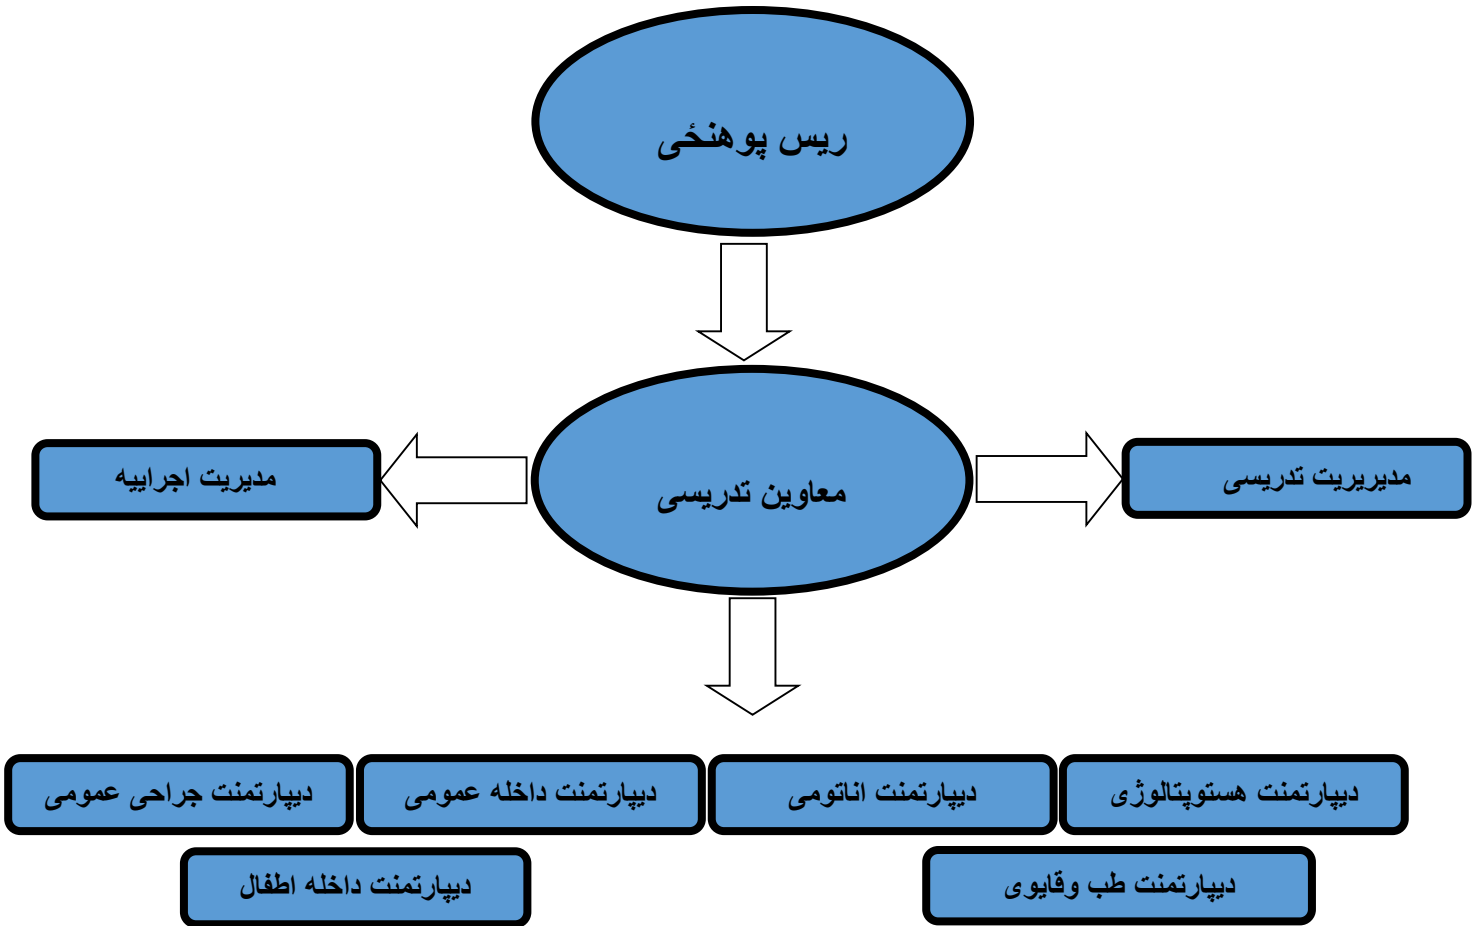 ریس پوهنځی
معاوین تدریسی
مدیریریت تدریسی
مدیریت اجراییه
دیپارتمنت هستوپتالوژی
دیپارتمنت اناتومی
دیپارتمنت داخله عمومی
دیپارتمنت جراحی عمومی
دیپارتمنت طب وقایوی
دیپارتمنت داخله اطفال